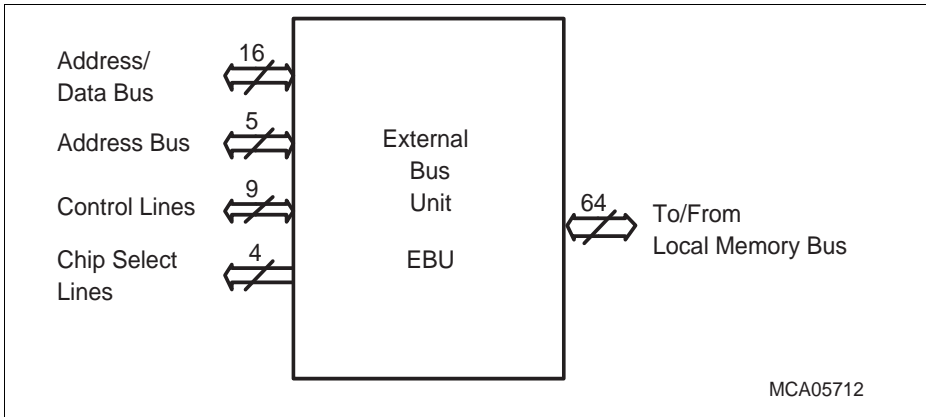 Address/
Data Bus
16
Address Bus
5
Control Lines
9
Chip Select
Lines
4
External
Bus
Unit
EBU
64
To/From
Local Memory Bus
MCA05712